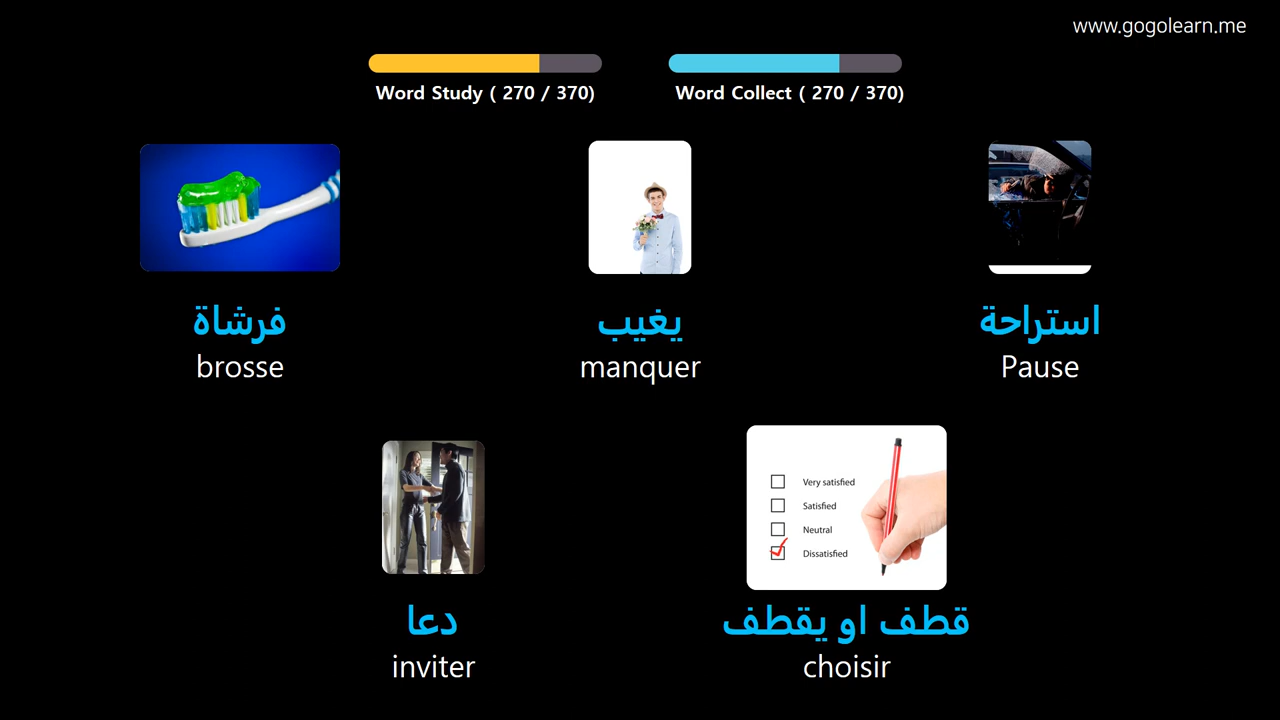 www.gogolearn.me
Word Study ( 270 / 370)
Word Collect ( 270 / 370)
فرشاة
brosse
يغيب
manquer
استراحة
Pause
Very satisfied
Satisfied
Neutral
Dissatisfied
دعا
inviter
قطف او يقطف
choisir